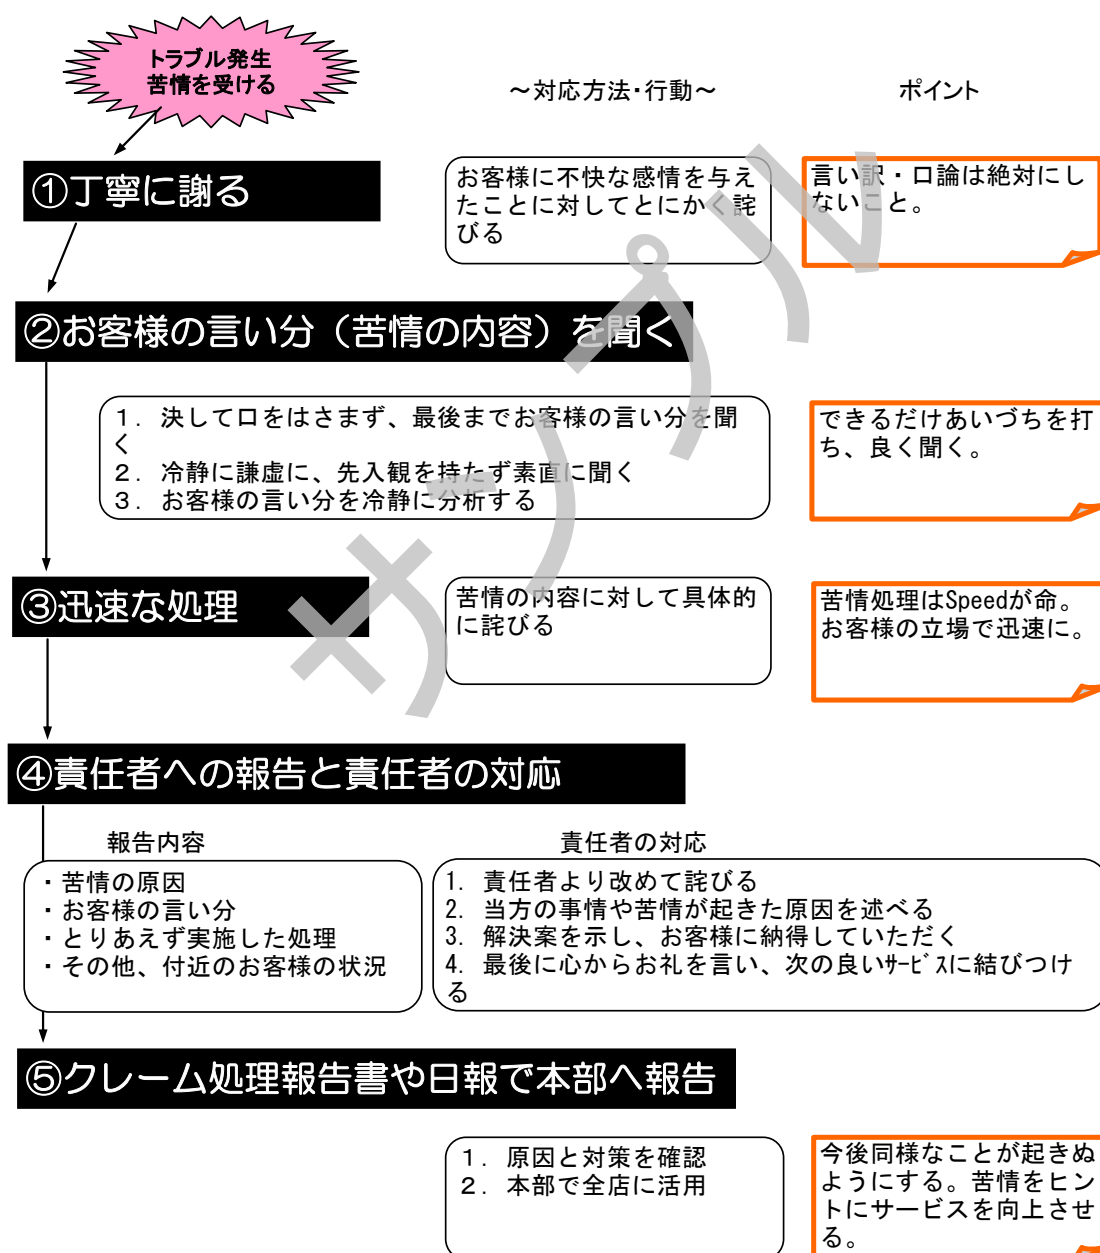 トラブル発生
苦情を受ける
～対応方法・行動～
ポイント
①丁寧に謝る
お客様に不快な感情を与え
たことに対してとにかく詫
びる
言い訳・口論は絶対にし
ないこと。
②お客様の言い分（苦情の内容）を聞く
１． 決して口をはさまず、最後までお客様の言い分を聞
く
２． 冷静に謙虚に、先入観を持たず素直に聞く
３． お客様の言い分を冷静に分析する
できるだけあいづちを打
ち、良く聞く。
③迅速な処理
苦情の内容に対して具体的
に詫びる
苦情処理はSpeedが命。
お客様の立場で迅速に。
④責任者への報告と責任者の対応
報告内容
・苦情の原因
・お客様の言い分
・とりあえず実施した処理
・その他、付近のお客様の状況
責任者の対応
1. 責任者より改めて詫びる
2. 当方の事情や苦情が起きた原因を述べる
3. 解決案を示し、お客様に納得していただく
4. 最後に心からお礼を言い、次の良いｻｰﾋﾞｽに結びつけ
る
⑤クレーム処理報告書や日報で本部へ報告
１． 原因と対策を確認
２． 本部で全店に活用
今後同様なことが起きぬ
ようにする。苦情をヒン
トにサービスを向上させ
る。
サンプル